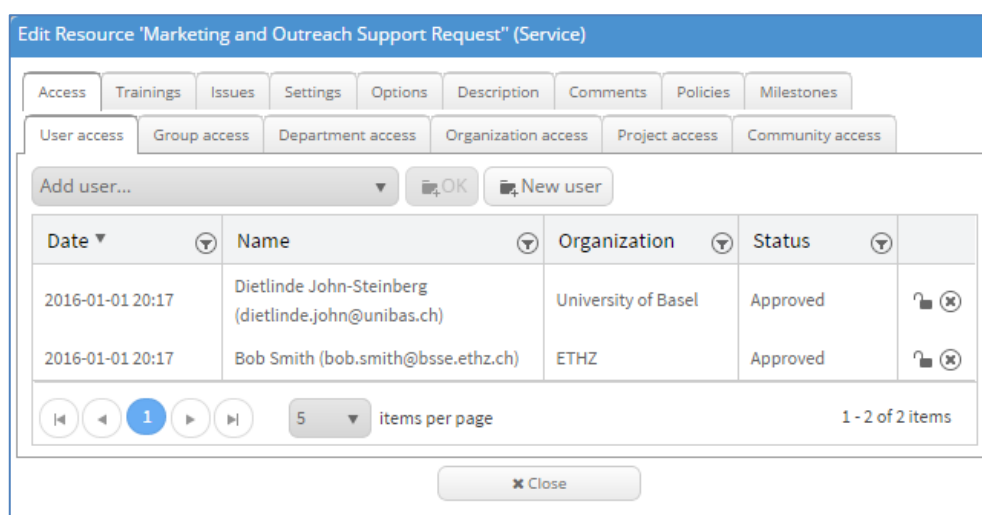 Edit Resource 'Marketing and Outreach Support Request" (Service)
Access Trainings Issues Settings Options Description Comments Policies Milestones
User access Group access Department access Organization access Project access Community access
Add user... OK New user
Date Name Organization Status
2016-01-01 20:17 Dietlinde John-Steinberg (dietlinde.john@unibas.ch) University of Basel Approved
2016-01-01 20:17 Bob Smith (bob.smith@bsse.ethz.ch) ETHZ Approved
1 5 items per page 1 - 2 of 2 items
Close